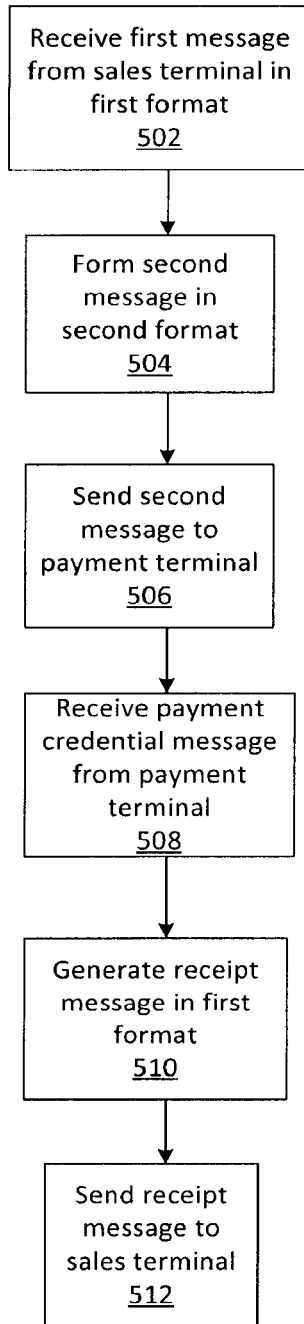 Receive first message
from sales terminal in
first format
502
Form second
message in
second format
504
Send second
message to
payment terminal
506
Receive payment
credential message
from payment
terminal
508
Generate receipt
message in first
format
510
Send receipt
message to
sales terminal
512